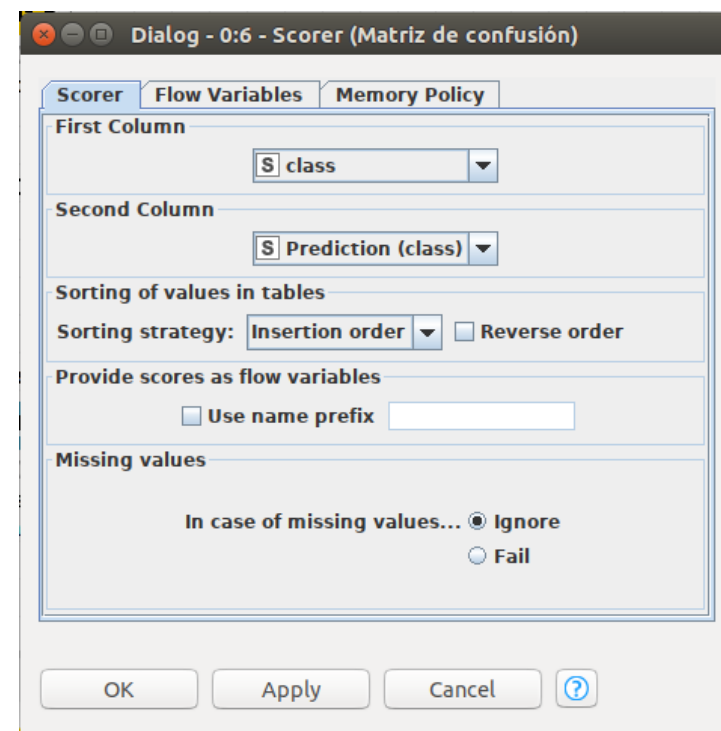 Dialog - 0:6 - Scorer (Matriz de confusión)
Scorer Flow Variables Memory Policy
First Column
S class
Second Column
S Prediction (class)
Sorting of values in tables
Sorting strategy: Insertion order Reverse order
Provide scores as flow variables
Use name prefix
Missing values
In case of missing values... Ignore
Fail
OK Apply Cancel ?